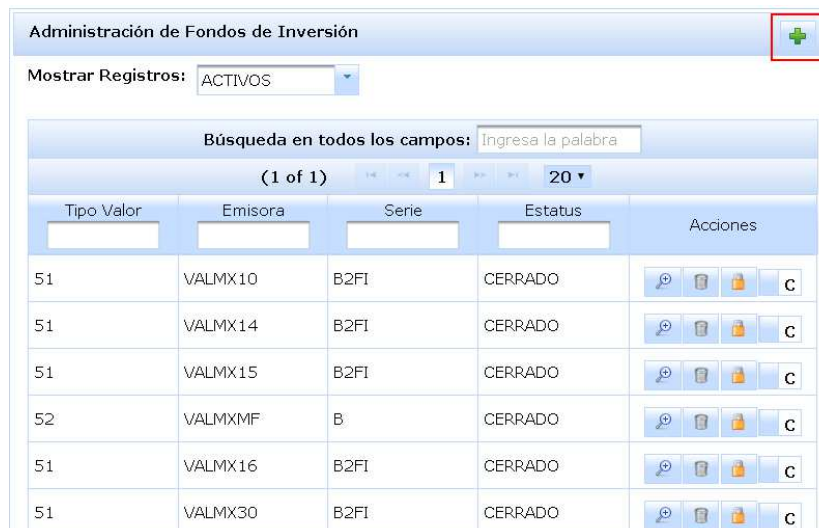 Administración de Fondos de Inversión
Mostrar Registros: ACTIVOS
Búsqueda en todos los campos: Ingresa la palabra
(1 of 1) 1 20
Tipo Valor Emisora Serie Estatus Acciones
51 VALMX10 B2FI CERRADO C
51 VALMX14 B2FI CERRADO C
51 VALMX15 B2FI CERRADO C
52 VALMXMF B CERRADO C
51 VALMX16 B2FI CERRADO C
51 VALMX30 B2FI CERRADO C